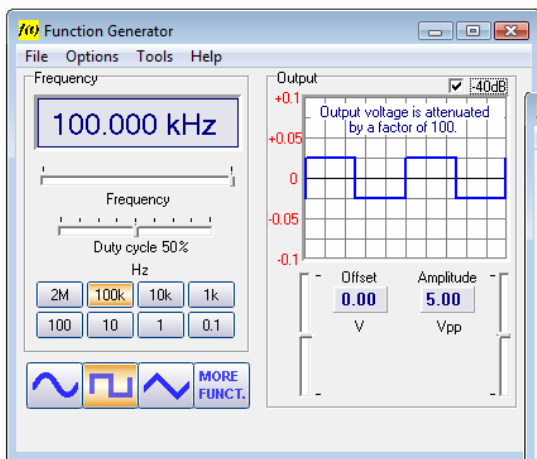 f(t) Function Generator
File Options Tools Help
Frequency
100.000 kHz
Frequency
Duty cycle 50%
Hz
2M 100k 10k 1k
100 10 1 0.1
MORE
FUNCT.
Output
-40dB
+0.1
Output voltage is attenuated
by a factor of 100.
+0.05
0
-0.05
-0.1
Offset Amplitude
0.00 5.00
V Vpp